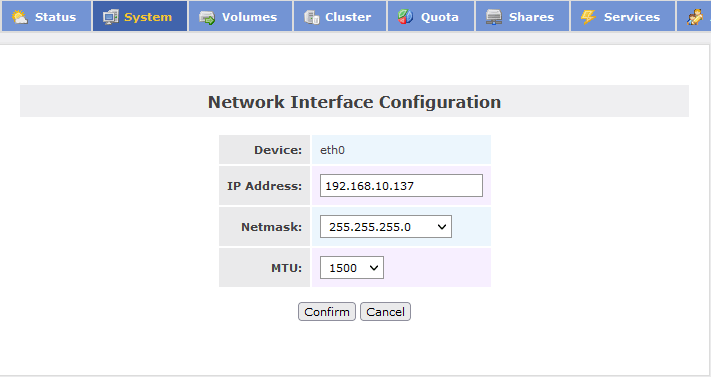 Status System Volumes Cluster Quota Shares Services
Network Interface Configuration
Device: eth0
IP Address: 192.168.10.137
Netmask: 255.255.255.0
MTU: 1500
Confirm Cancel